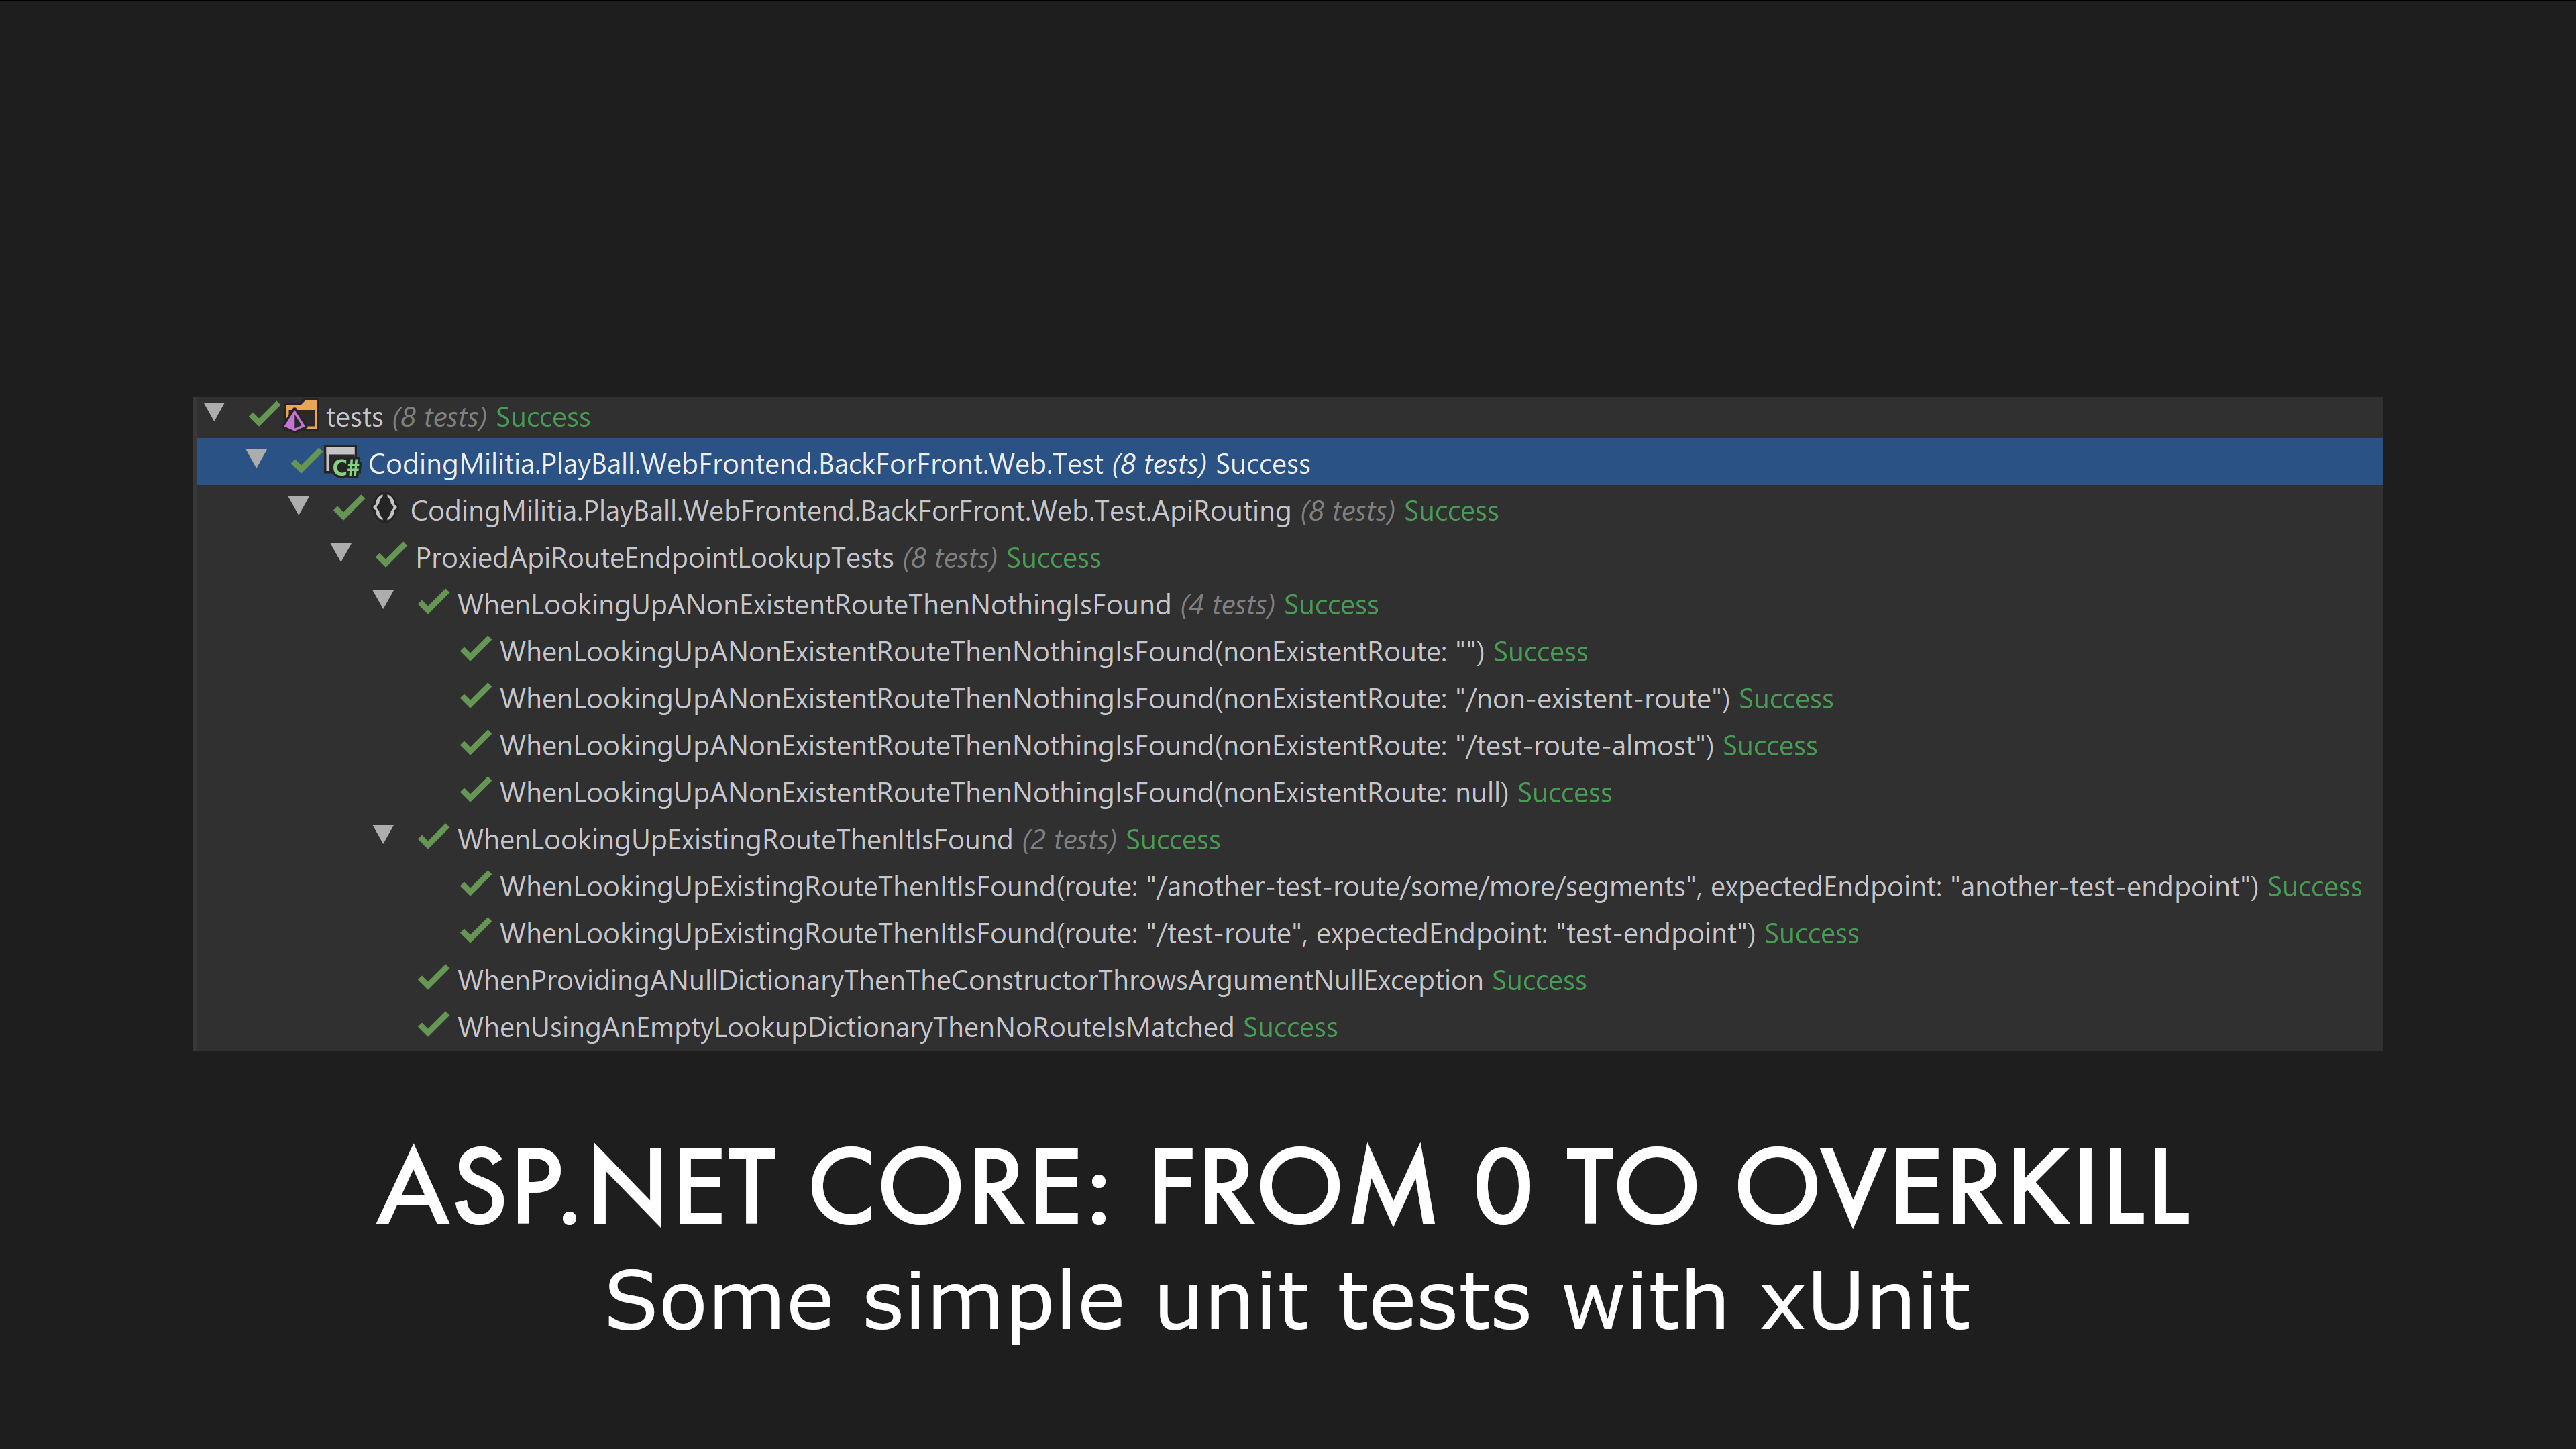 tests (8 tests) Success
C# CodingMilitia.PlayBall.WebFrontend.BackForFront.Web.Test (8 tests) Success
CodingMilitia.PlayBall.WebFrontend.BackForFront.Web.Test.ApiRouting (8 tests) Success
ProxiedApiRouteEndpointLookupTests (8 tests) Success
WhenLookingUpANonExistentRouteThenNothingIsFound (4 tests) Success
WhenLookingUpANonExistentRouteThenNothingIsFound(nonExistentRoute: "") Success
WhenLookingUpANonExistentRouteThenNothingIsFound(nonExistentRoute: "/non-existent-route") Success
WhenLookingUpANonExistentRouteThenNothingIsFound(nonExistentRoute: "/test-route-almost") Success
WhenLookingUpANonExistentRouteThenNothingIsFound(nonExistentRoute: null) Success
WhenLookingUpExistingRouteThenItIsFound (2 tests) Success
WhenLookingUpExistingRouteThenItIsFound(route: "/another-test-route/some/more/segments", expectedEndpoint: "another-test-endpoint") Success
WhenLookingUpExistingRouteThenItIsFound(route: "/test-route", expectedEndpoint: "test-endpoint") Success
WhenProvidingANullDictionaryThenTheConstructorThrowsArgumentNullException Success
WhenUsingAnEmptyLookupDictionaryThenNoRouteIsMatched Success
ASP.NET CORE: FROM 0 TO OVERKILL
Some simple unit tests with xUnit